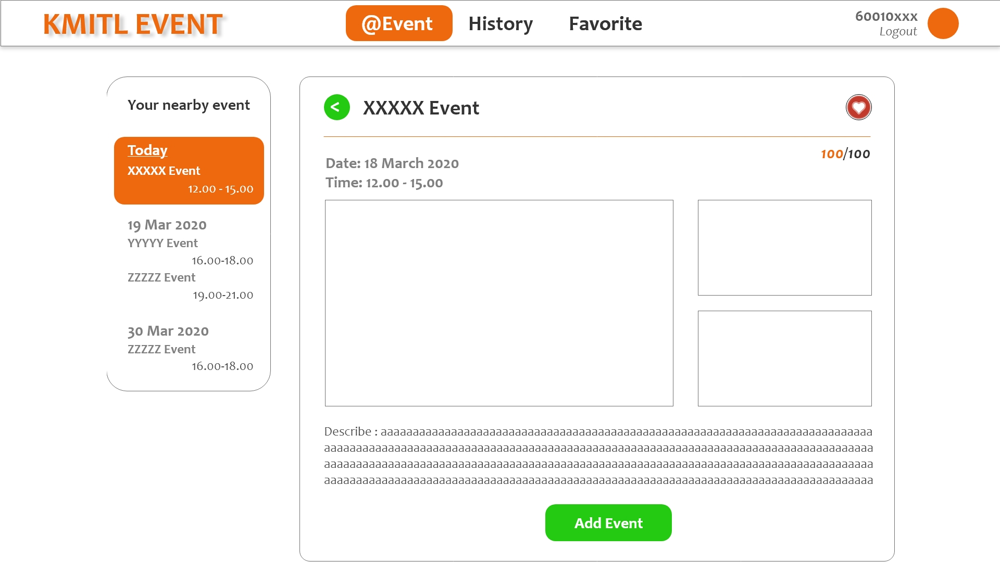 KMITL EVENT
@Event
History
Favorite
60010xxx
Logout
Your nearby event
Today
XXXXX Event
12.00 - 15.00
19 Mar 2020
YYYYY Event
16.00-18.00
ZZZZZ Event
19.00-21.00
30 Mar 2020
ZZZZZ Event
16.00-18.00
<
XXXXX Event
100/100
Date: 18 March 2020
Time: 12.00 - 15.00
Describe : aaaaaaaaaaaaaaaaaaaaaaaaaaaaaaaaaaaaaaaaaaaaaaaaaaaaaaaaaaaaaaaaaaaaaaaaaaaaa
aaaaaaaaaaaaaaaaaaaaaaaaaaaaaaaaaaaaaaaaaaaaaaaaaaaaaaaaaaaaaaaaaaaaaaaaaaaaaaaaaaaaaa
aaaaaaaaaaaaaaaaaaaaaaaaaaaaaaaaaaaaaaaaaaaaaaaaaaaaaaaaaaaaaaaaaaaaaaaaaaaaaaaaaaaaaa
aaaaaaaaaaaaaaaaaaaaaaaaaaaaaaaaaaaaaaaaaaaaaaaaaaaaaaaaaaaaaaaaaaaaaaaaaaaaaaaaaaaaaa
Add Event